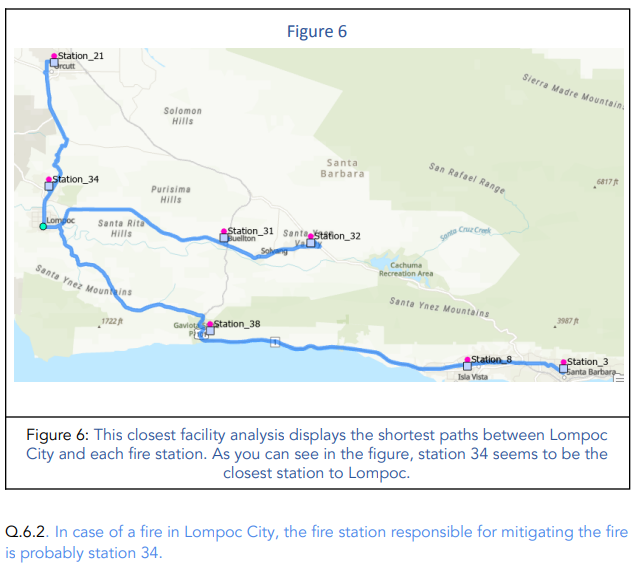 Figure 6
Station_21
Orcutt
Sierra Madre Mountain
Solomon
Hills
Santa
Barbara
San Rafael Range
6817 ft
Station_34
Purisima
Hills
Lompoc
Santa Rita
Hills
Station_31
Buellton
Santa Ynez
Valley
Station_32
Solvang
Santa Cruz Creek
Cachuma
Recreation Area
Santa Ynez Mountains
1722 ft
Santa Ynez Mountains
3987 ft
Gaviota
Station_38
1
Station_8
Isla Vista
Station_3
Santa Barbara
Figure 6: This closest facility analysis displays the shortest paths between Lompoc
City and each fire station. As you can see in the figure, station 34 seems to be the
closest station to Lompoc.
Q.6.2. In case of a fire in Lompoc City, the fire station responsible for mitigating the fire
is probably station 34.